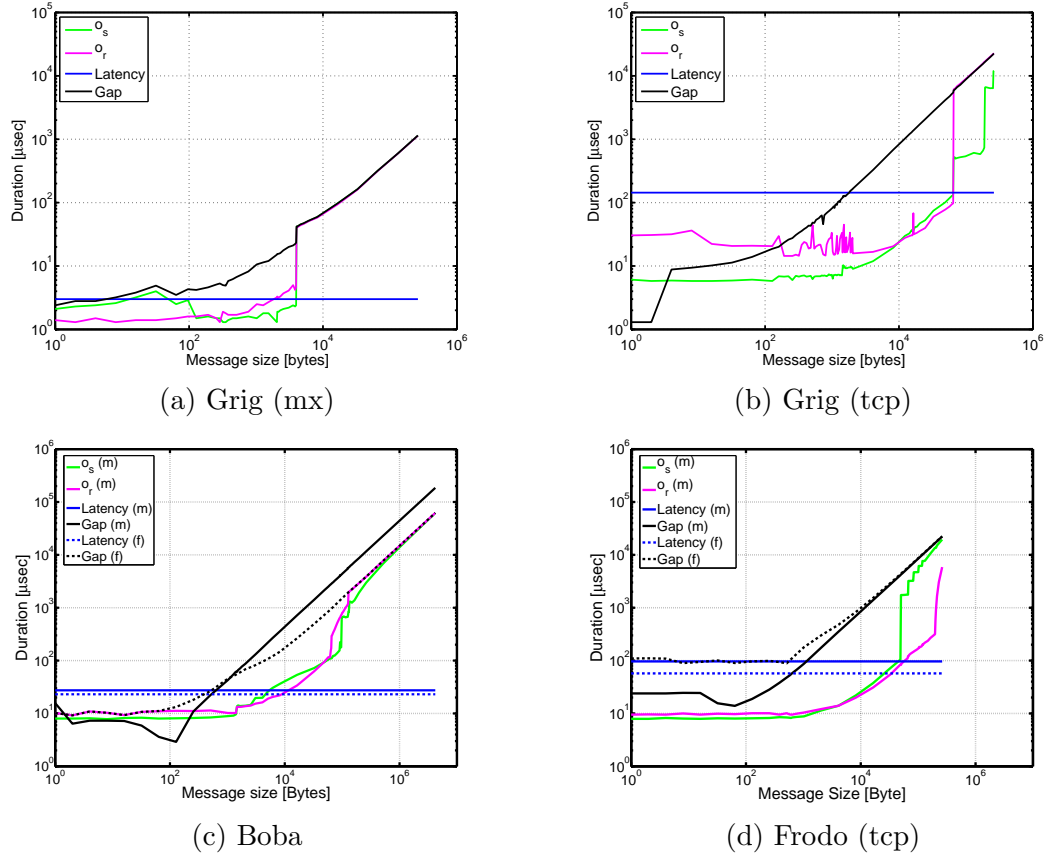 10^5
10^4
10^3
10^2
10^1
10^0
Duration [µsec]
o_s
o_r
Latency
Gap
10^0
10^2
10^4
10^6
Message size [bytes]
(a) Grig (mx)
10^5
10^4
10^3
10^2
10^1
10^0
Duration [µsec]
o_s
o_r
Latency
Gap
10^0
10^2
10^4
10^6
Message size [bytes]
(b) Grig (tcp)
10^6
10^5
10^4
10^3
10^2
10^1
10^0
Duration [µsec]
o_s (m)
o_r (m)
Latency (m)
Gap (m)
Latency (f)
Gap (f)
10^0
10^2
10^4
10^6
Message size [Bytes]
(c) Boba
10^6
10^5
10^4
10^3
10^2
10^1
10^0
Duration [µsec]
o_s (m)
o_r (m)
Latency (m)
Gap (m)
Latency (f)
Gap (f)
10^0
10^2
10^4
10^6
Message Size [Byte]
(d) Frodo (tcp)